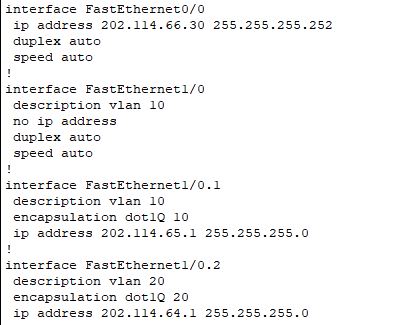 interface FastEthernet0/0
 ip address 202.114.66.30 255.255.255.252
 duplex auto
 speed auto
!
interface FastEthernet1/0
 description vlan 10
 no ip address
 duplex auto
 speed auto
!
interface FastEthernet1/0.1
 description vlan 10
 encapsulation dot1Q 10
 ip address 202.114.65.1 255.255.255.0
!
interface FastEthernet1/0.2
 description vlan 20
 encapsulation dot1Q 20
 ip address 202.114.64.1 255.255.255.0